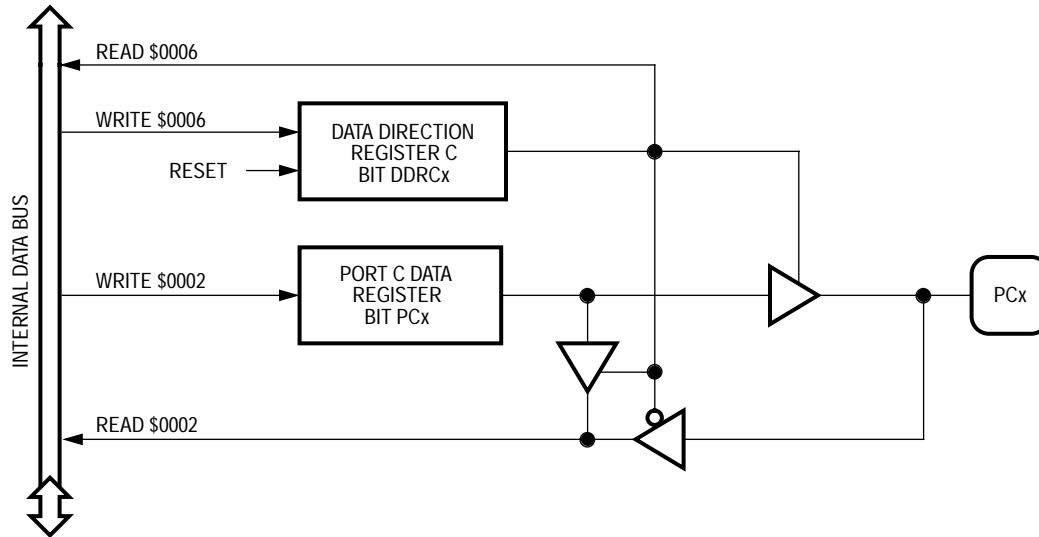 READ $0006
WRITE $0006
DATA DIRECTION
REGISTER C
BIT DDRCx
RESET
INTERNAL DATA BUS
WRITE $0002
PORT C DATA
REGISTER
BIT PCx
PCx
READ $0002